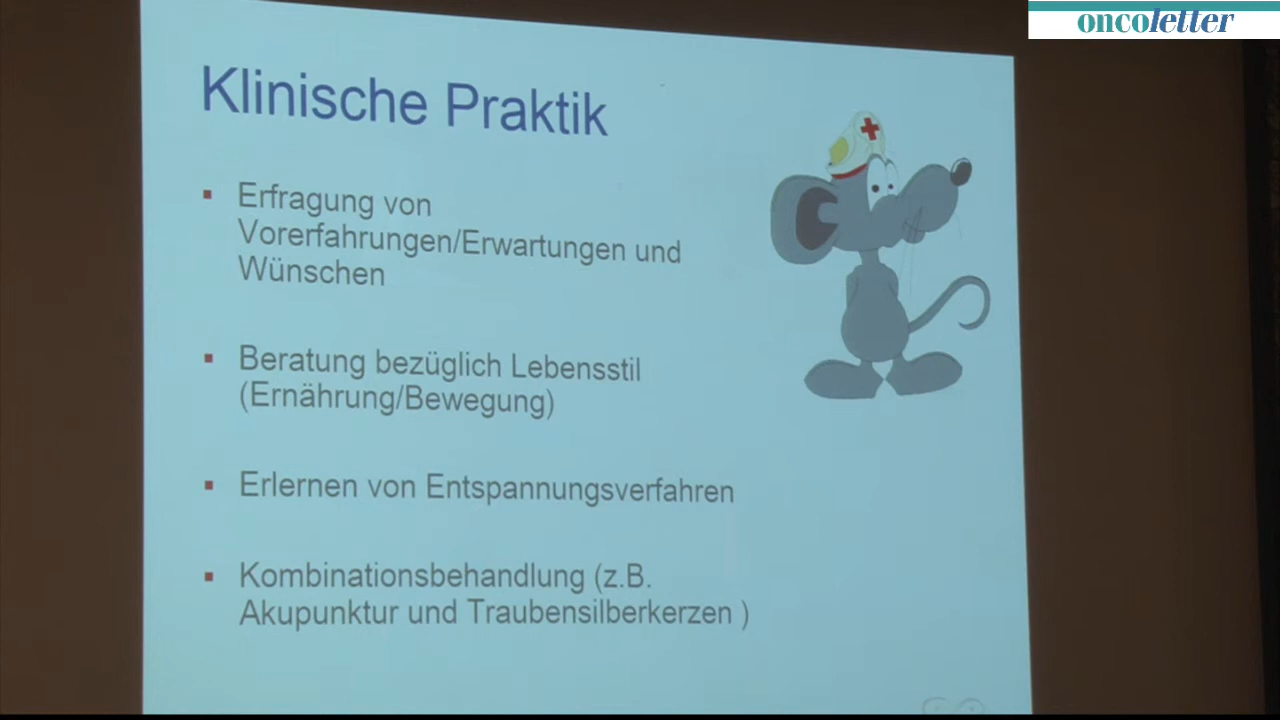 oncoletter
Klinische Praktik
▪ Erfragung von
Vorerfahrungen/Erwartungen und
Wünschen
▪ Beratung bezüglich Lebensstil
(Ernährung/Bewegung)
▪ Erlernen von Entspannungsverfahren
▪ Kombinationsbehandlung (z.B.
Akupunktur und Traubensilberkerzen )